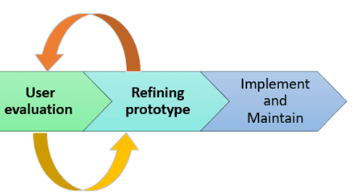 User
evaluation
Refining
prototype
Implement
and
Maintain